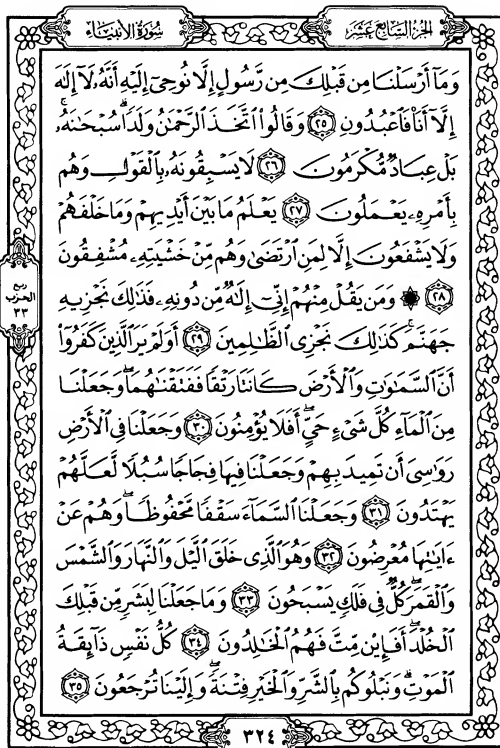 الجزء السابع عشر
سورة الأنبياء
وَمَآ أَرْسَلْنَا مِن قَبْلِكَ مِن رَّسُولٍ إِلَّا نُوحِىٓ إِلَيْهِ أَنَّهُۥ لَآ إِلَٰهَ
إِلَّآ أَنَا۠ فَٱعْبُدُونِ ٢٥ وَقَالُوا۟ ٱتَّخَذَ ٱلرَّحْمَٰنُ وَلَدًا ۗ سُبْحَٰنَهُۥ ۚ
بَلْ عِبَادٌ مُّكْرَمُونَ ٢٦ لَا يَسْبِقُونَهُۥ بِٱلْقَوْلِ وَهُم
بِأَمْرِهِۦ يَعْمَلُونَ ٢٧ يَعْلَمُ مَا بَيْنَ أَيْدِيهِمْ وَمَا خَلْفَهُمْ
وَلَا يَشْفَعُونَ إِلَّا لِمَنِ ٱرْتَضَىٰ وَهُم مِّنْ خَشْيَتِهِۦ مُشْفِقُونَ
٢٨ ۞ وَمَن يَقُلْ مِنْهُمْ إِنِّىٓ إِلَٰهٌ مِّن دُونِهِۦ فَذَٰلِكَ نَجْزِيهِ
جَهَنَّمَ ۚ كَذَٰلِكَ نَجْزِى ٱلظَّٰلِمِينَ ٢٩ أَوَلَمْ يَرَ ٱلَّذِينَ كَفَرُوٓا۟
أَنَّ ٱلسَّمَٰوَٰتِ وَٱلْأَرْضَ كَانَتَا رَتْقًا فَفَتَقْنَٰهُمَا ۖ وَجَعَلْنَا
مِنَ ٱلْمَآءِ كُلَّ شَىْءٍ حَىٍّ ۖ أَفَلَا يُؤْمِنُونَ ٣٠ وَجَعَلْنَا فِى ٱلْأَرْضِ
رَوَٰسِىَ أَن تَمِيدَ بِهِمْ وَجَعَلْنَا فِيهَا فِجَاجًا سُبُلًا لَّعَلَّهُمْ
يَهْتَدُونَ ٣١ وَجَعَلْنَا ٱلسَّمَآءَ سَقْفًا مَّحْفُوظًا ۖ وَهُمْ عَنْ
ءَايَٰتِهَا مُعْرِضُونَ ٣٢ وَهُوَ ٱلَّذِى خَلَقَ ٱلَّيْلَ وَٱلنَّهَارَ وَٱلشَّمْسَ
وَٱلْقَمَرَ ۖ كُلٌّ فِى فَلَكٍ يَسْبَحُونَ ٣٣ وَمَا جَعَلْنَا لِبَشَرٍ مِّن قَبْلِكَ
ٱلْخُلْدَ ۖ أَفَإِي۟ن مِّتَّ فَهُمُ ٱلْخَٰلِدُونَ ٣٤ كُلُّ نَفْسٍ ذَآئِقَةُ
ٱلْمَوْتِ ۗ وَنَبْلُوكُم بِٱلشَّرِّ وَٱلْخَيْرِ فِتْنَةً ۖ وَإِلَيْنَا تُرْجَعُونَ ٣٥
ربع
الحزب
٣٣
٣٢٤